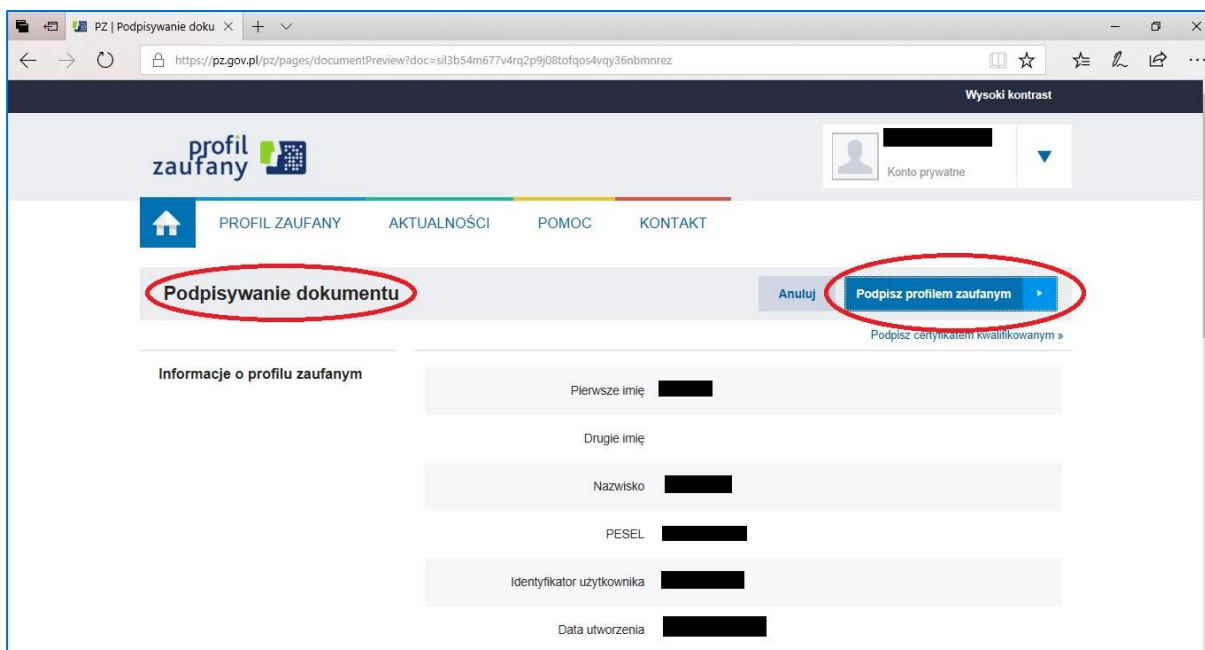 PZ | Podpisywanie doku
https://pz.gov.pl/pz/pages/documentPreview?doc=sil3b54m677v4rq2p9j08tofqos4vqy36nbmnrez
Wysoki kontrast
profil
zaufany
Konto prywatne
PROFIL ZAUFANY AKTUALNOŚCI POMOC KONTAKT
Podpisywanie dokumentu Anuluj Podpisz profilem zaufanym
Podpisz certyfikatem kwalifikowanym »
Informacje o profilu zaufanym
Pierwsze imię
Drugie imię
Nazwisko
PESEL
Identyfikator użytkownika
Data utworzenia